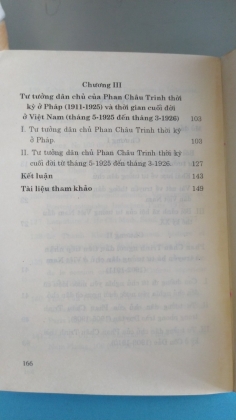 Chương III
Tư tưởng dân chủ của Phan Châu Trinh thời
kỳ ở Pháp (1911-1925) và thời gian cuối đời
ở Việt Nam (tháng 5-1925 đến tháng 3-1926) 103
I. Tư tưởng dân chủ Phan Châu Trinh thời kỳ
ở Pháp. 103
II. Tư tưởng dân chủ Phan Châu Trinh thời kỳ
cuối đời từ tháng 5-1925 đến tháng 3-1926. 127
Kết luận 143
Tài liệu tham khảo 149
166